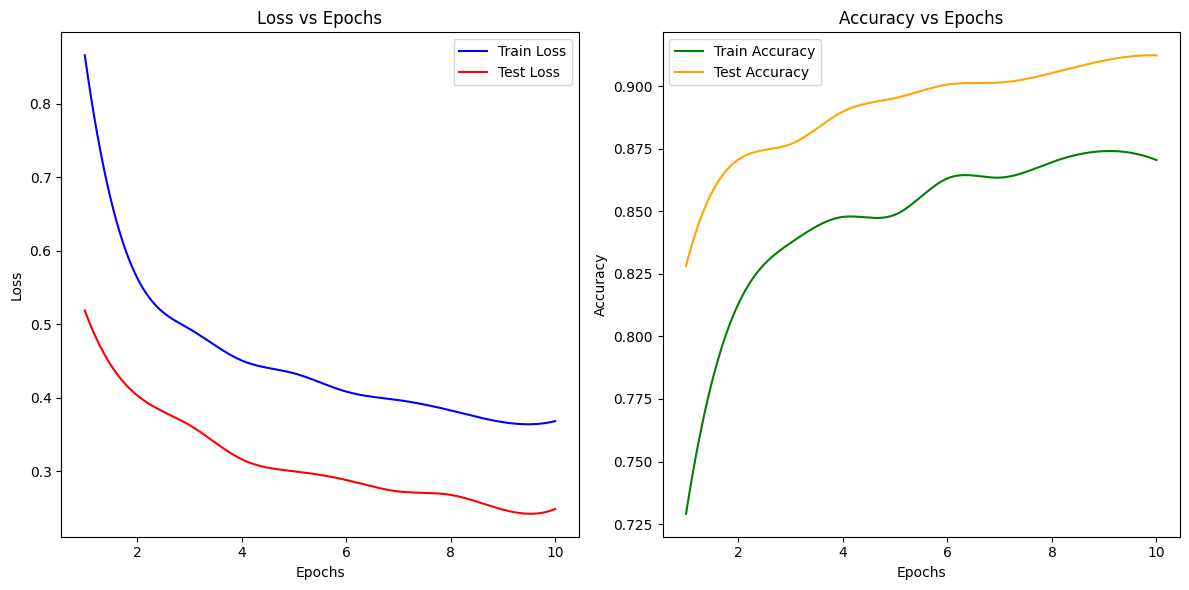 Loss vs Epochs
Train Loss
Test Loss
0.8
0.7
0.6
0.5
0.4
0.3
Loss
2 4 6 8 10
Epochs
Accuracy vs Epochs
Train Accuracy
Test Accuracy
0.900
0.875
0.850
0.825
0.800
0.775
0.750
0.725
Accuracy
2 4 6 8 10
Epochs